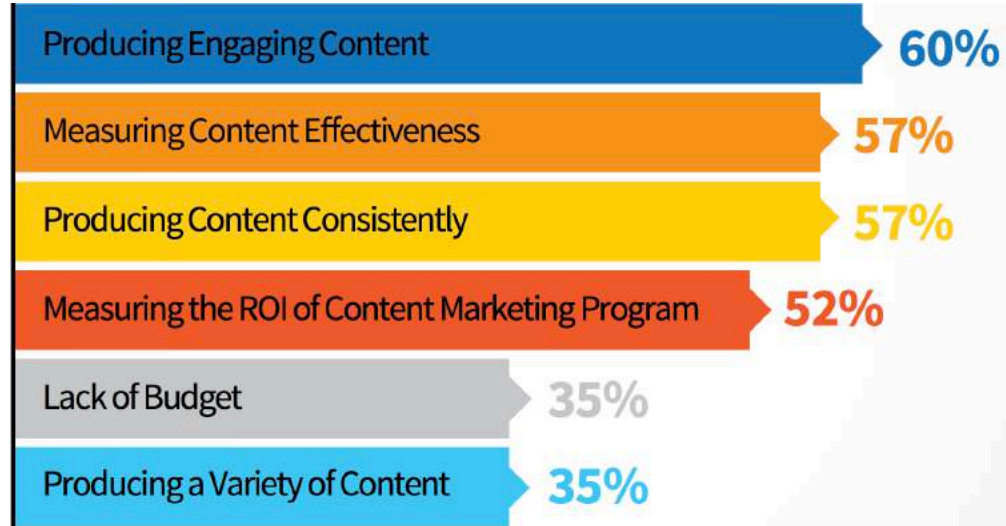 Producing Engaging Content 60%
Measuring Content Effectiveness 57%
Producing Content Consistently 57%
Measuring the ROI of Content Marketing Program 52%
Lack of Budget 35%
Producing a Variety of Content 35%